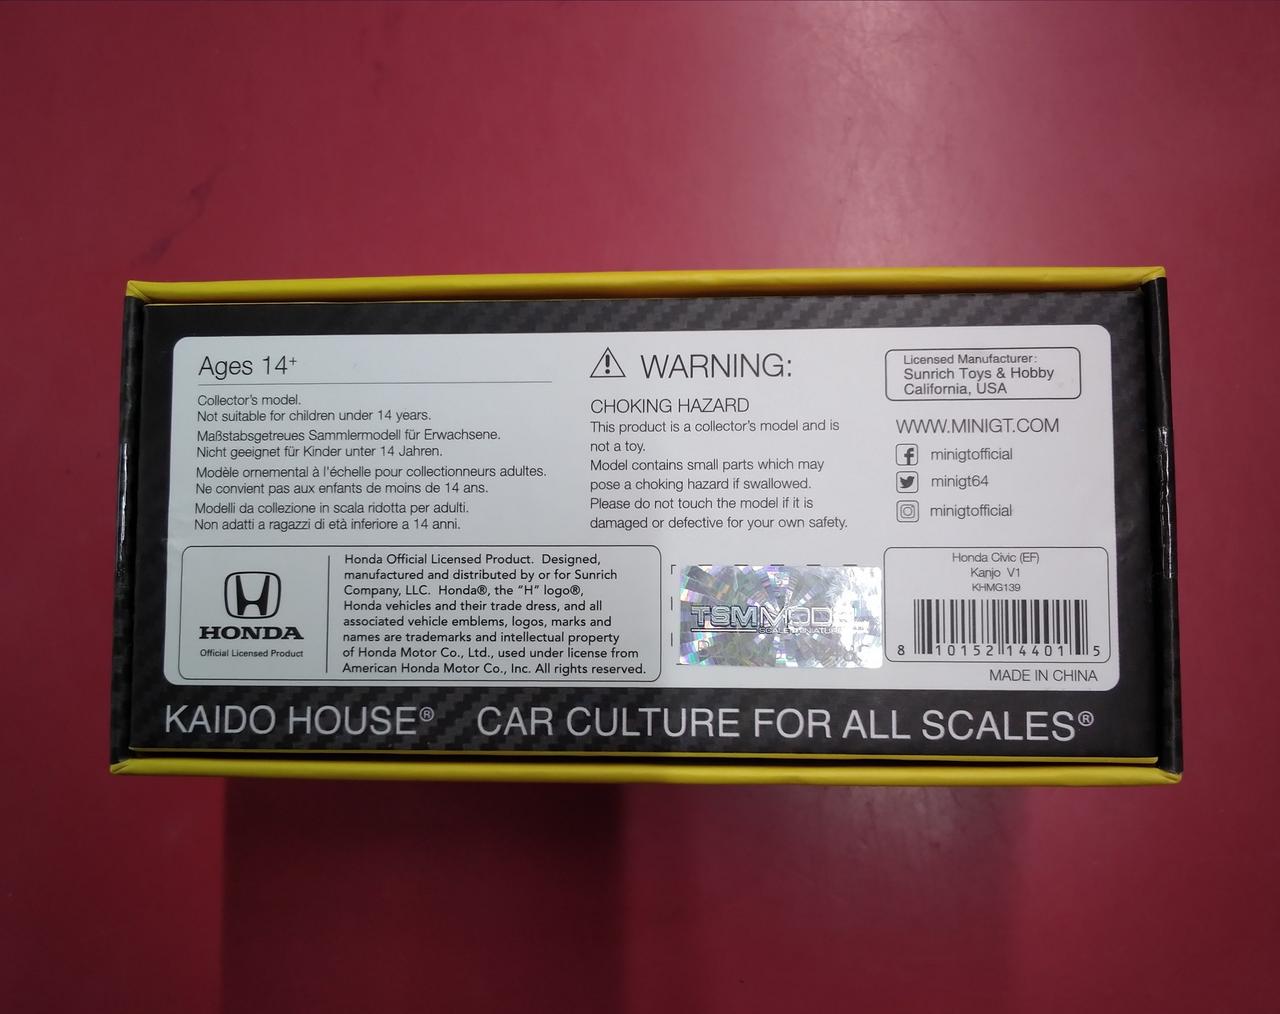 Ages 14+
Collector's model.
Not suitable for children under 14 years.
Maßstabsgetreues Sammlermodell für Erwachsene.
Nicht geeignet für Kinder unter 14 Jahren.
Modèle ornemental à l'échelle pour collectionneurs adultes.
Ne convient pas aux enfants de moins de 14 ans.
Modelli da collezione in scala ridotta per adulti.
Non adatti a ragazzi di età inferiore a 14 anni.
WARNING:
CHOKING HAZARD
This product is a collector's model and is
not a toy.
Model contains small parts which may
pose a choking hazard if swallowed.
Please do not touch the model if it is
damaged or defective for your own safety.
Licensed Manufacturer:
Sunrich Toys & Hobby
California, USA
WWW.MINIGT.COM
minigtofficial
minigt64
minigtofficial
HONDA
Official Licensed Product
Honda Official Licensed Product. Designed,
manufactured and distributed by or for Sunrich
Company, LLC. Honda®, the "H" logo®,
Honda vehicles and their trade dress, and all
associated vehicle emblems, logos, marks and
names are trademarks and intellectual property
of Honda Motor Co., Ltd., used under license from
American Honda Motor Co., Inc. All rights reserved.
TSMMODEL
Honda Civic (EF)
Kanjo V1
KHMG139
8 10152 14401 5
MADE IN CHINA
KAIDO HOUSE® CAR CULTURE FOR ALL SCALES®